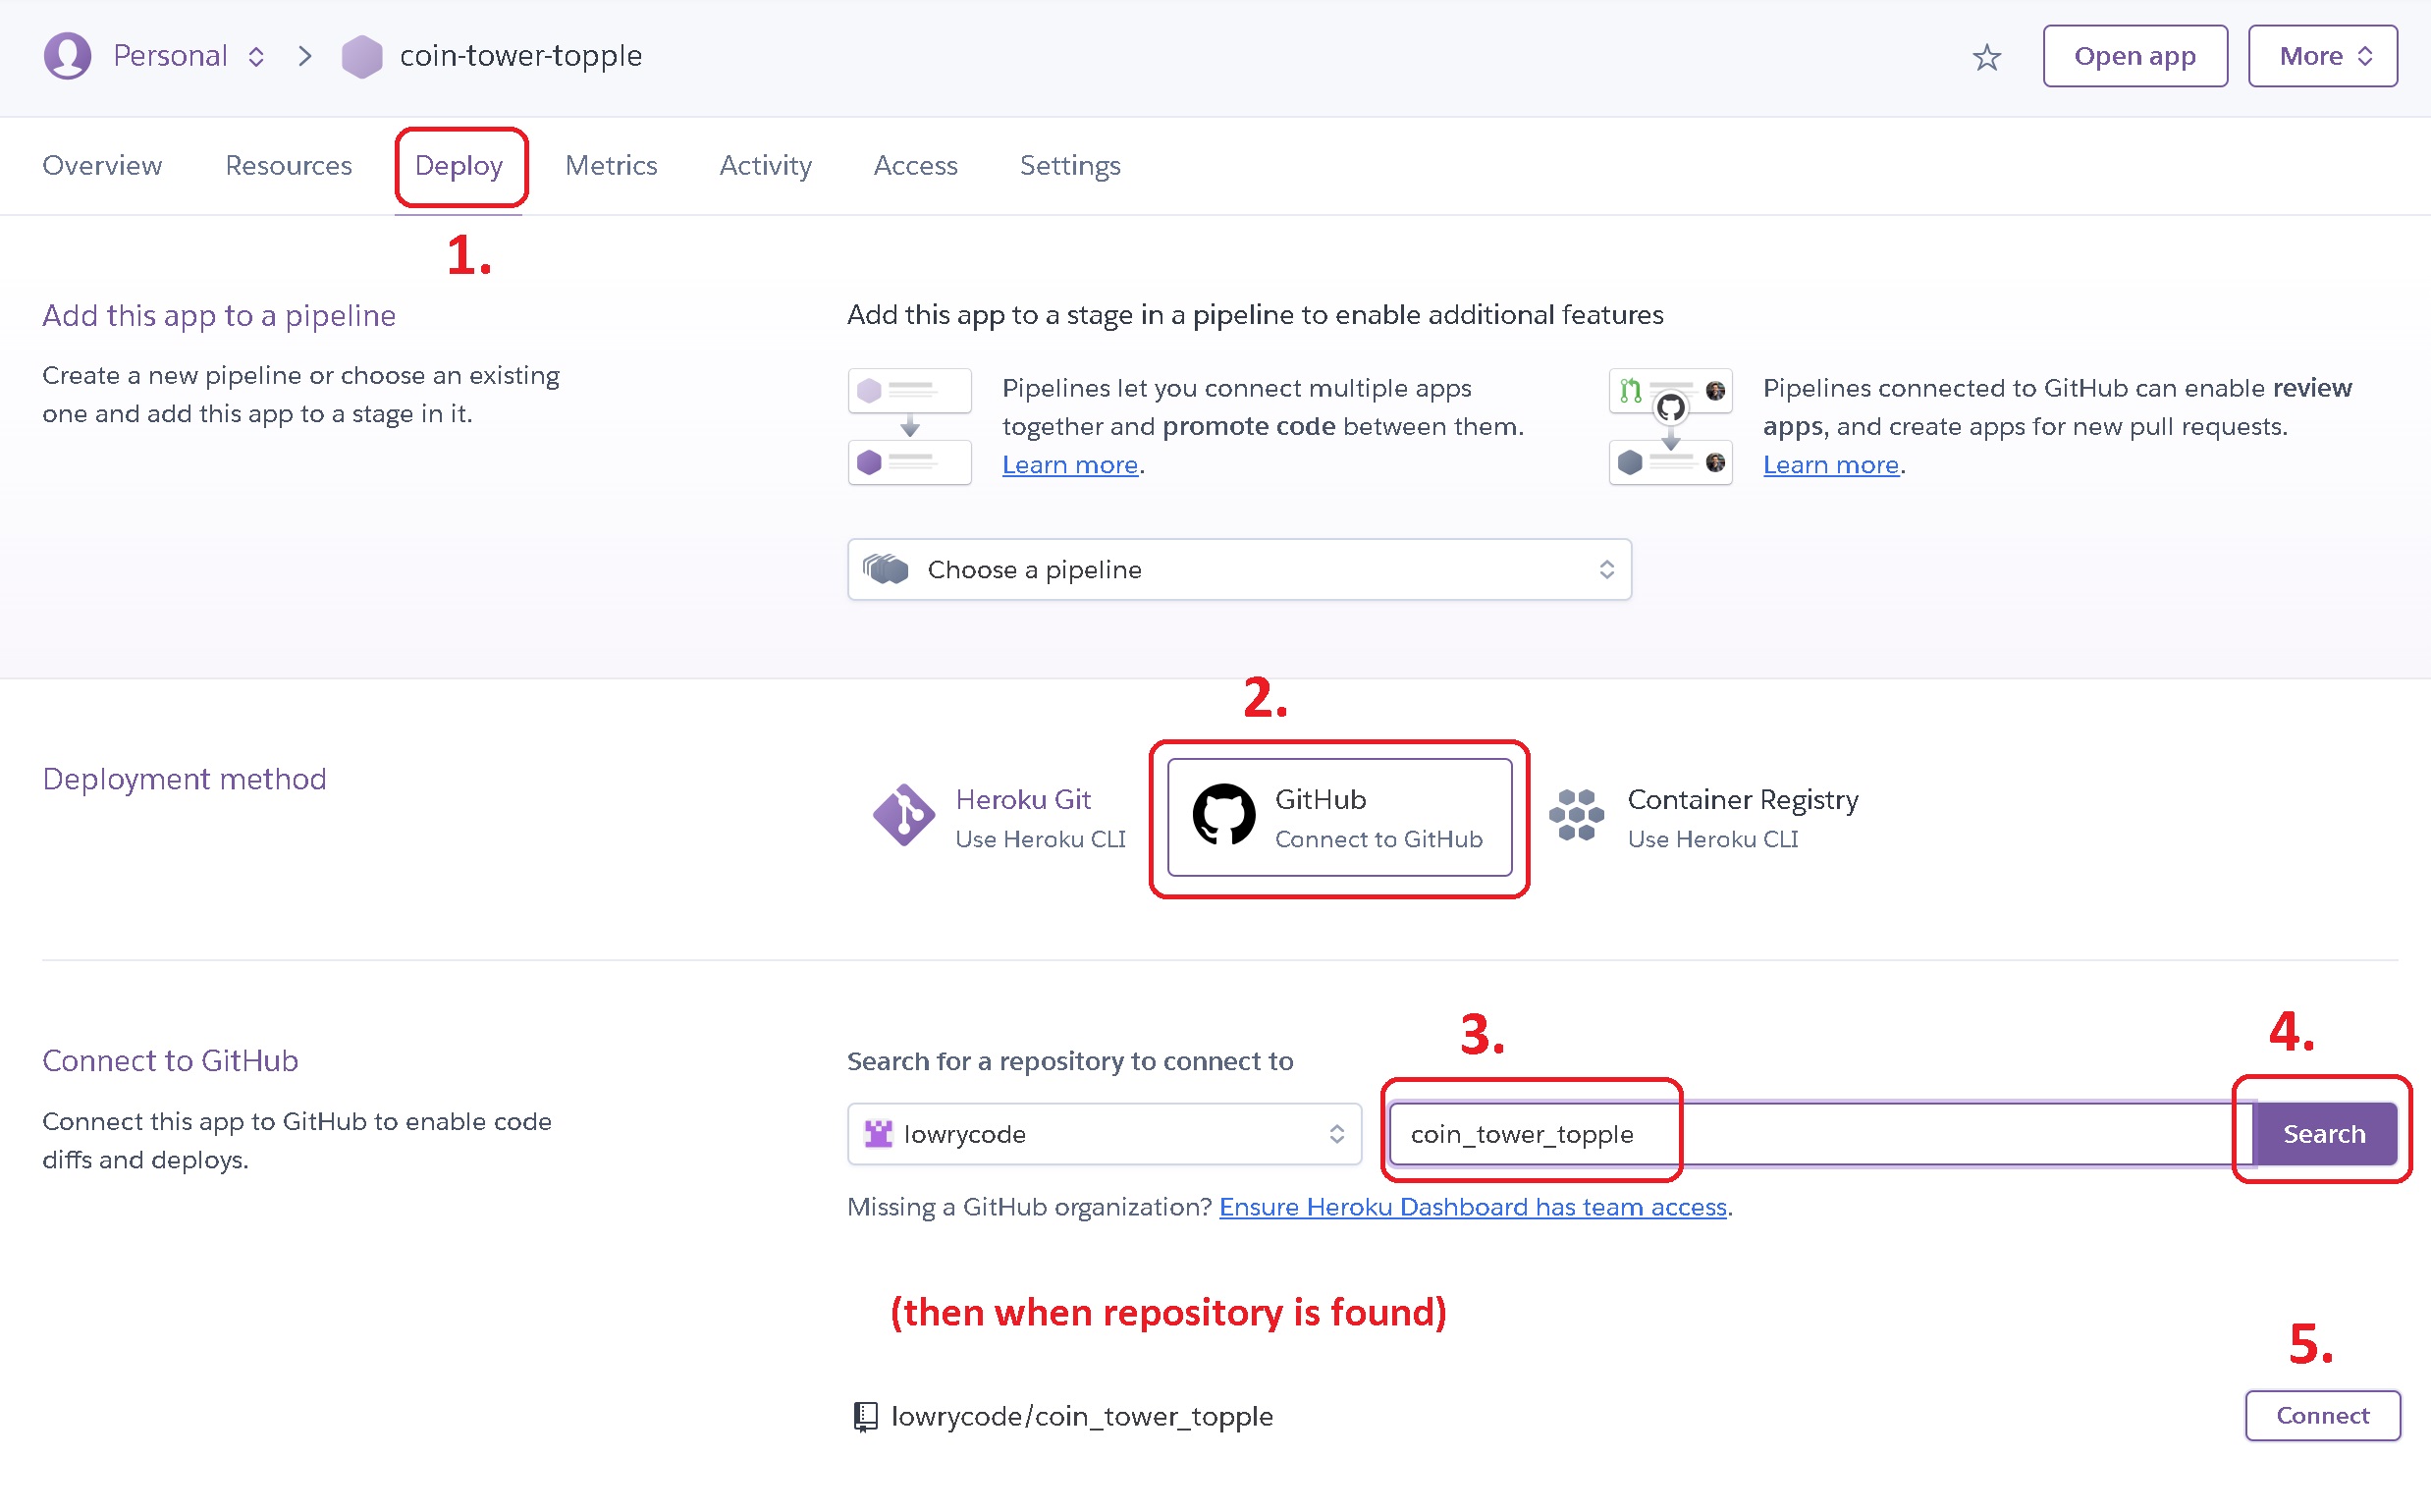 Personal
coin-tower-topple
Open app
More
Overview
Resources
Deploy
Metrics
Activity
Access
Settings
1.
Add this app to a pipeline
Create a new pipeline or choose an existing
one and add this app to a stage in it.
Add this app to a stage in a pipeline to enable additional features
Pipelines let you connect multiple apps
together and promote code between them.
Learn more.
Pipelines connected to GitHub can enable review
apps, and create apps for new pull requests.
Learn more.
Choose a pipeline
2.
Deployment method
Heroku Git
Use Heroku CLI
GitHub
Connect to GitHub
Container Registry
Use Heroku CLI
Connect to GitHub
Connect this app to GitHub to enable code
diffs and deploys.
3.
4.
Search for a repository to connect to
lowrycode
coin_tower_topple
Search
Missing a GitHub organization? Ensure Heroku Dashboard has team access.
(then when repository is found)
5.
lowrycode/coin_tower_topple
Connect